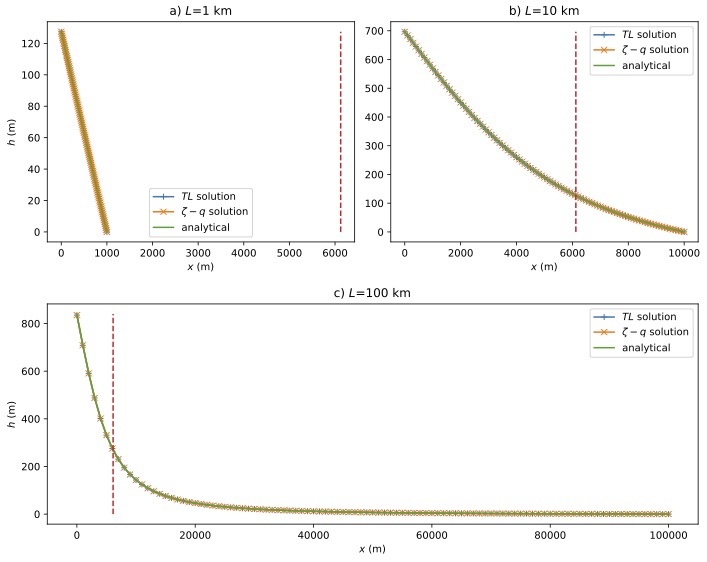 a) L=1 km
h (m)
120
100
80
60
40
20
0
TL solution
ζ − q solution
analytical
0 1000 2000 3000 4000 5000 6000
x (m)
b) L=10 km
700
600
500
400
300
200
100
0
TL solution
ζ − q solution
analytical
0 2000 4000 6000 8000 10000
x (m)
c) L=100 km
h (m)
800
600
400
200
0
TL solution
ζ − q solution
analytical
0 20000 40000 60000 80000 100000
x (m)